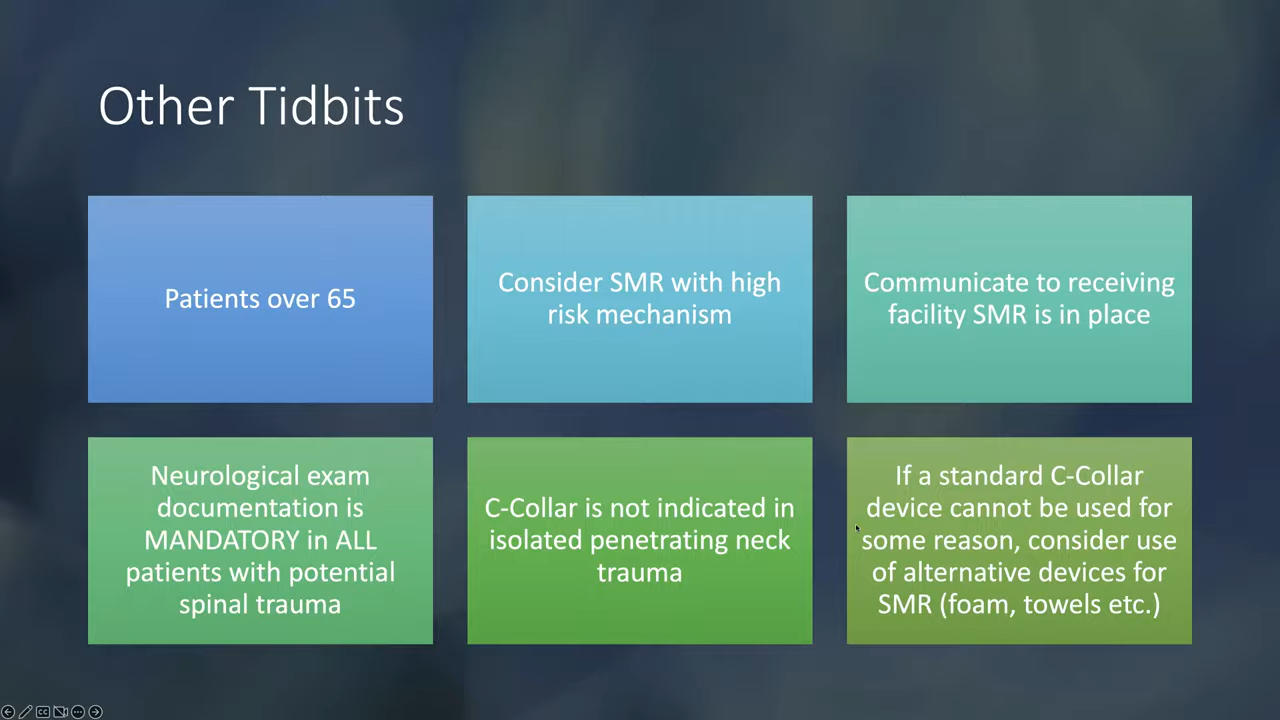 Other Tidbits
Patients over 65
Consider SMR with high
risk mechanism
Communicate to receiving
facility SMR is in place
Neurological exam
documentation is
MANDATORY in ALL
patients with potential
spinal trauma
C-Collar is not indicated in
isolated penetrating neck
trauma
If a standard C-Collar
device cannot be used for
some reason, consider use
of alternative devices for
SMR (foam, towels etc.)